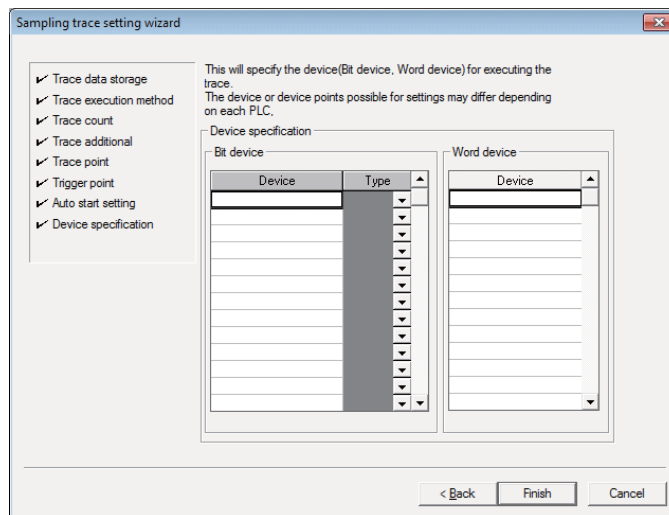 Sampling trace setting wizard
✔ Trace data storage
✔ Trace execution method
✔ Trace count
✔ Trace additional
✔ Trace point
✔ Trigger point
✔ Auto start setting
✔ Device specification
This will specify the device(Bit device, Word device) for executing the
trace.
The device or device points possible for settings may differ depending
on each PLC.
Device specification
Bit device
Device Type
Word device
Device
< Back
Finish
Cancel